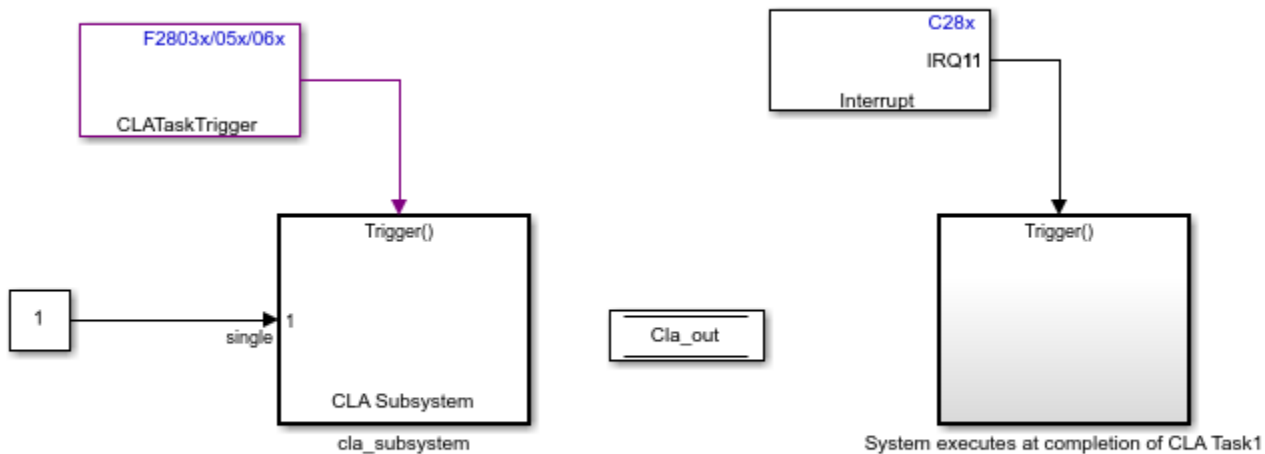 F2803x/05x/06x
CLATaskTrigger
C28x
IRQ11
Interrupt
Trigger()
1
single
1
CLA Subsystem
cla_subsystem
Cla_out
Trigger()
System executes at completion of CLA Task1